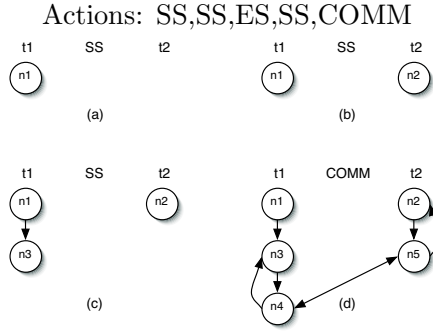 Actions: SS,SS,ES,SS,COMM
t1 SS t2
n1
(a)
t1 SS t2
n1 n2
(b)
t1 SS t2
n1 n2
n3
(c)
t1 COMM t2
n1 n2
n3 n5
n4
(d)